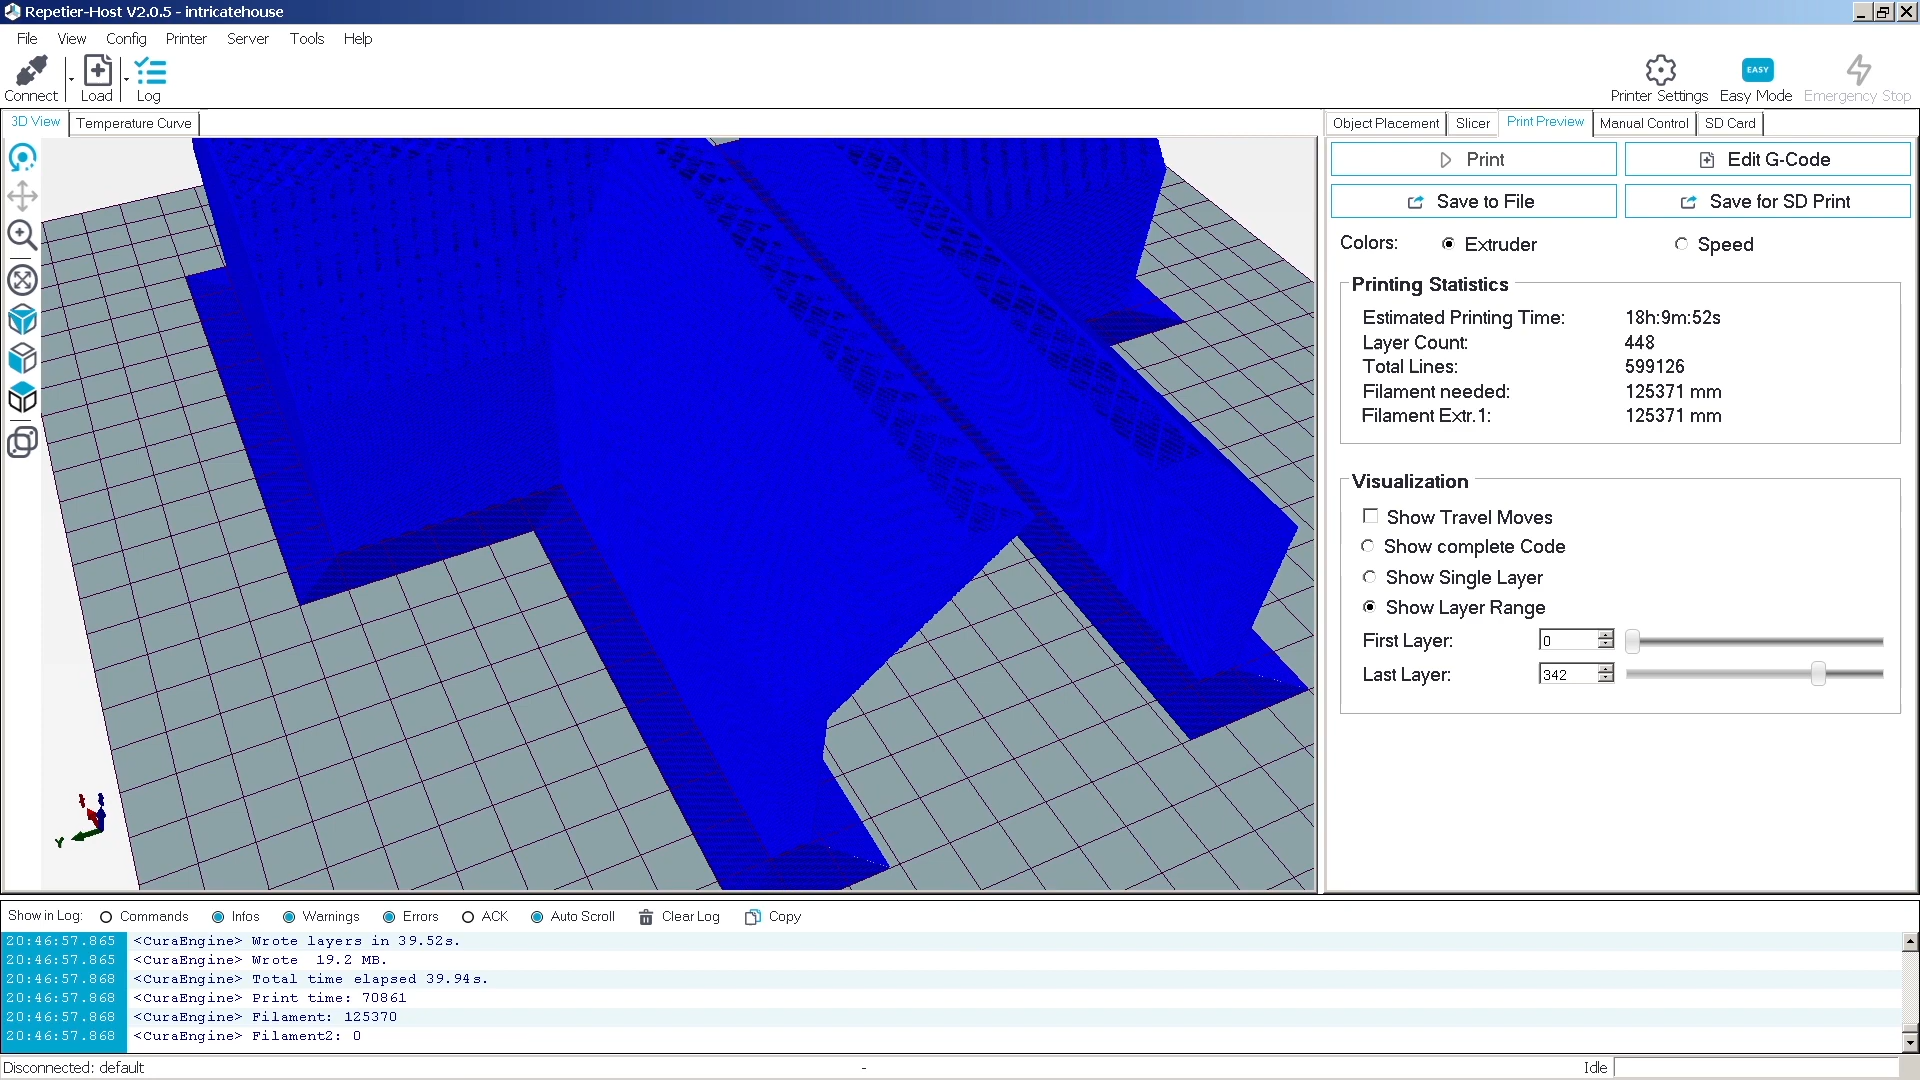 Repetier-Host V2.0.5 - intricatehouse
File View Config Printer Server Tools Help
Connect Load Log Printer Settings EASY Easy Mode Emergency Stop
3D View Temperature Curve
Object Placement Slicer Print Preview Manual Control SD Card
Print Edit G-Code
Save to File Save for SD Print
Colors: Extruder Speed
Printing Statistics
Estimated Printing Time: 18h:9m:52s
Layer Count: 448
Total Lines: 599126
Filament needed: 125371 mm
Filament Extr.1: 125371 mm
Visualization
Show Travel Moves
Show complete Code
Show Single Layer
Show Layer Range
First Layer: 0
Last Layer: 342
Y
Show in Log: Commands Infos Warnings Errors ACK Auto Scroll Clear Log Copy
20:46:57.865 <CuraEngine> Wrote layers in 39.52s.
20:46:57.865 <CuraEngine> Wrote 19.2 MB.
20:46:57.868 <CuraEngine> Total time elapsed 39.94s.
20:46:57.868 <CuraEngine> Print time: 70861
20:46:57.868 <CuraEngine> Filament: 125370
20:46:57.868 <CuraEngine> Filament2: 0
Disconnected: default - Idle